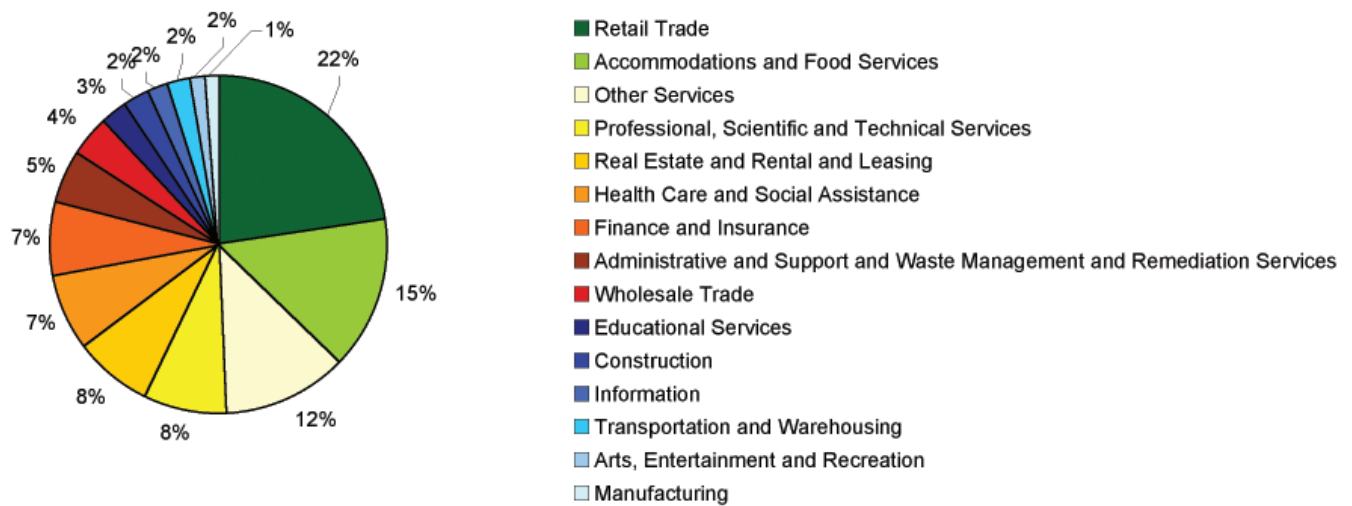 2%
2%
1%
2%
2%
22%
3%
4%
5%
7%
15%
7%
8%
12%
8%
Retail Trade
Accommodations and Food Services
Other Services
Professional, Scientific and Technical Services
Real Estate and Rental and Leasing
Health Care and Social Assistance
Finance and Insurance
Administrative and Support and Waste Management and Remediation Services
Wholesale Trade
Educational Services
Construction
Information
Transportation and Warehousing
Arts, Entertainment and Recreation
Manufacturing